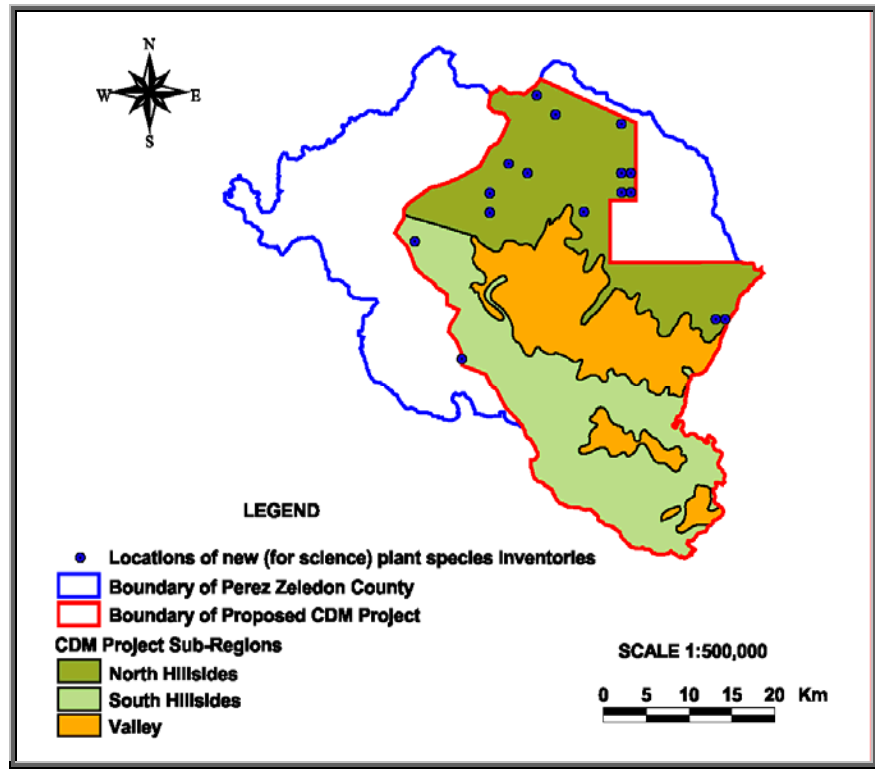 N
W E
S
LEGEND
Locations of new (for science) plant species inventories
Boundary of Perez Zeledon County
Boundary of Proposed CDM Project
CDM Project Sub-Regions
North Hillsides
South Hillsides
Valley
SCALE 1:500,000
0 5 10 15 20 Km